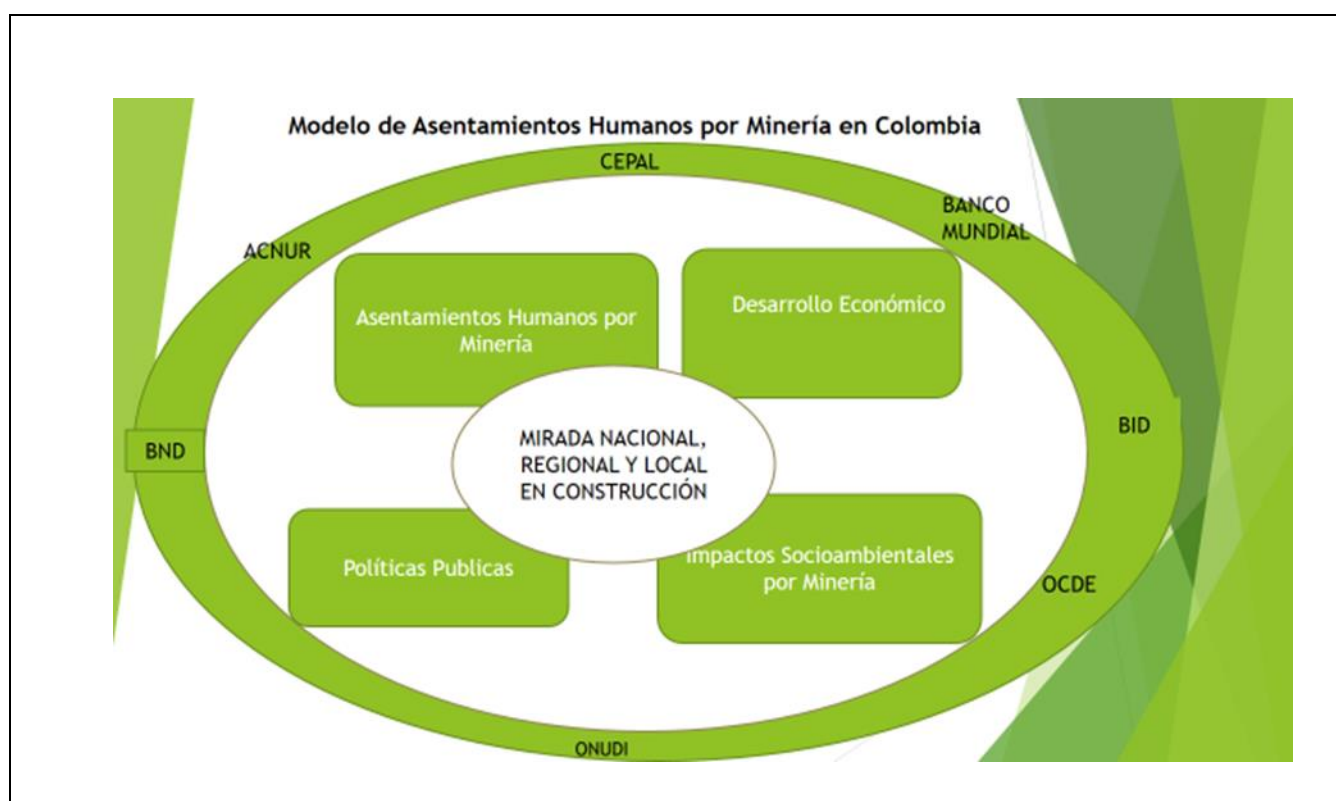 Modelo de Asentamientos Humanos por Minería en Colombia
CEPAL
BANCO
MUNDIAL
ACNUR
Asentamientos Humanos por
Minería
Desarrollo Económico
BND
MIRADA NACIONAL,
REGIONAL Y LOCAL
EN CONSTRUCCIÓN
BID
Políticas Publicas
Impactos Socioambientales
por Minería
OCDE
ONUDI